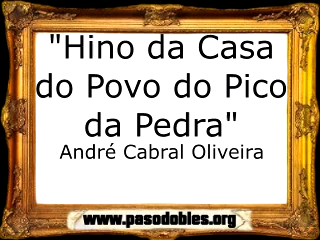 "Hino da Casa
do Povo do Pico
da Pedra"
André Cabral Oliveira
www.pasodobles.org